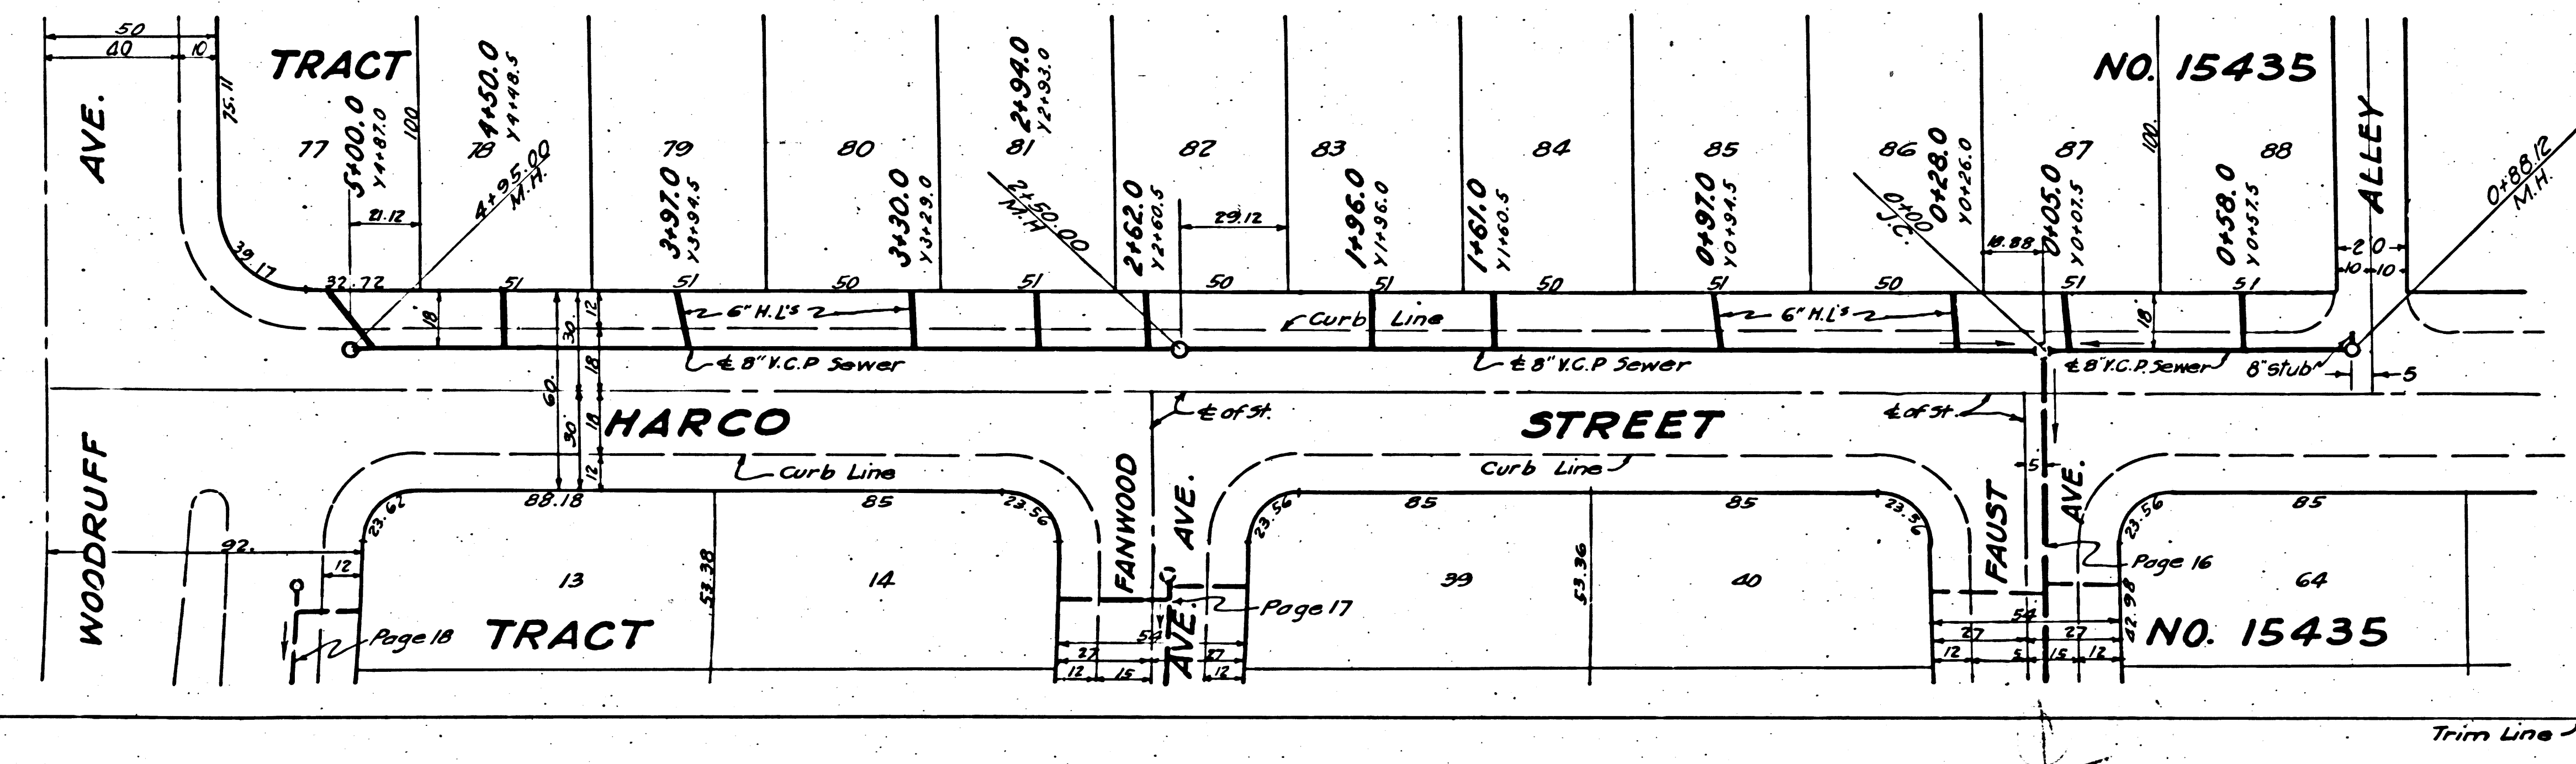 50
40
10
TRACT
NO. 15435
AVE.
75.11
77
78
79
80
81
82
83
84
85
86
87
88
5+00.0
Y4+87.0
100
4+50.0
Y4+48.5
4+95.00
M.H.
21.12
3+97.0
Y3+94.5
3+30.0
Y3+29.0
2+94.0
Y2+93.0
2+50.00
M.H.
2+62.0
Y2+60.5
29.12
1+96.0
Y1+96.0
1+61.0
Y1+60.5
0+97.0
Y0+94.5
0+00
0+28.0
Y0+26.0
18.88
0+05.0
Y0+07.5
100.
0+58.0
Y0+57.5
ALLEY
20
10
10
0+88.12
M.H.
39.17
32.72
51
51
50
51
50
51
50
51
50
51
51
18
12
30
6" H.L's
Curb Line
6" H.L's
18
18
₵ 8" V.C.P Sewer
₵ 8" V.C.P Sewer
₵ 8" V.C.P. Sewer
8" Stub
5
60
HARCO
STREET
₵ of St.
₵ of St.
30
18
12
Curb Line
Curb Line
WOODRUFF
92.
12
23.62
88.18
85
23.56
FANWOOD
AVE.
23.56
85
85
23.56
FAUST
5
AVE.
23.56
85
13
53.38
14
39
53.36
40
Page 16
64
42.98
Page 18
TRACT
Page 17
AVE.
54
27
27
12
15
12
54
27
27
12
5
15
12
NO. 15435
Trim Line